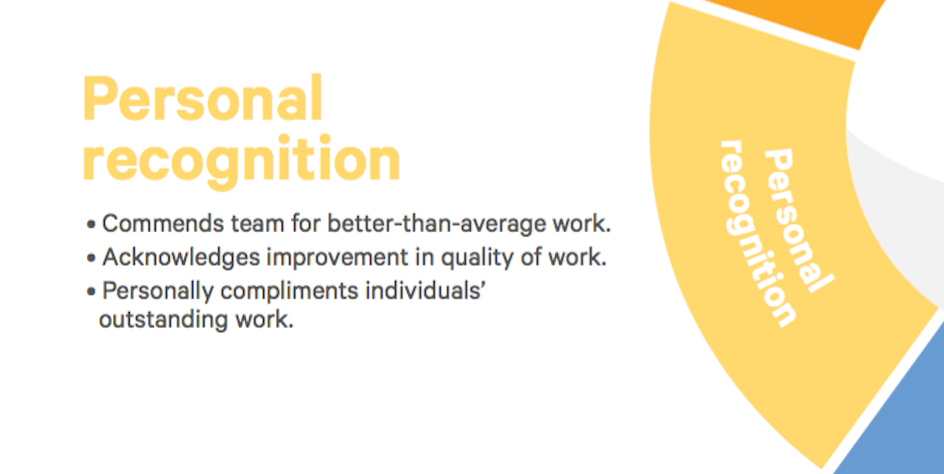 Personal
recognition
• Commends team for better-than-average work.
• Acknowledges improvement in quality of work.
• Personally compliments individuals’
outstanding work.
Personal
recognition